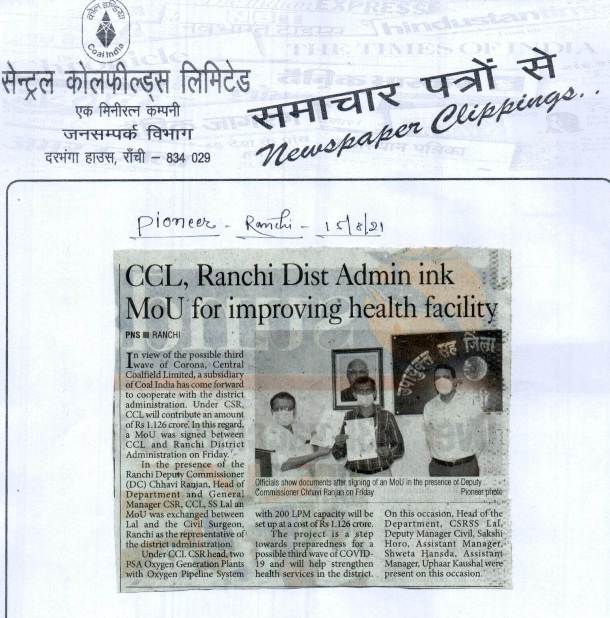 कोल इण्डिया
Coal India
सेन्ट्रल कोलफील्ड्स लिमिटेड
एक मिनीरत्न कम्पनी
जनसम्पर्क विभाग
दरभंगा हाउस, राँची – 834 029
EXPRESS
hindustantimes
THE TIMES OF INDIA
समाचार पत्रों से
Newspaper Clippings..
Pioneer - Ranchi - 15/8/21
CCL, Ranchi Dist Admin ink
MoU for improving health facility
PNS ■ RANCHI
In view of the possible third
wave of Corona, Central
Coalfield Limited, a subsidiary
of Coal India has come forward
to cooperate with the district
administration. Under CSR,
CCL will contribute an amount
of Rs 1.126 crore. In this regard,
a MoU was signed between
CCL and Ranchi District
Administration on Friday.
In the presence of the
Ranchi Deputy Commissioner
(DC) Chhavi Ranjan, Head of
Department and General
Manager CSR, CCL, SS Lal an
MoU was exchanged between
Lal and the Civil Surgeon,
Ranchi as the representative of
the district administration.
Under CCL CSR head, two
PSA Oxygen Generation Plants
with Oxygen Pipeline System
उपायुक्त सह जिला
Officials show documents after signing of an MoU in the presence of Deputy
Commissioner Chhavi Ranjan on Friday
Pioneer photo
with 200 LPM capacity will be
set up at a cost of Rs 1.126 crore.
The project is a step
towards preparedness for a
possible third wave of COVID-
19 and will help strengthen
health services in the district.
On this occasion, Head of the
Department, CSRSS Lal,
Deputy Manager Civil, Sakshi
Horo, Assistant Manager,
Shweta Hansda, Assistant
Manager, Uphaar Kaushal were
present on this occasion.